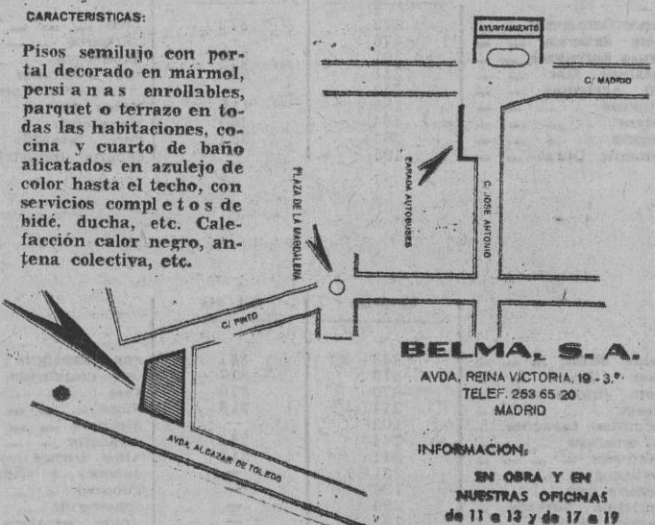 CARACTERISTICAS:
Pisos semilujo con por-
tal decorado en mármol,
persianas enrollables,
parquet o terrazo en to-
das las habitaciones, co-
cina y cuarto de baño
alicatados en azulejo de
color hasta el techo, con
servicios completos de
bidé, ducha, etc. Cale-
facción calor negro, an-
tena colectiva, etc.
AYUNTAMIENTO
C/ MADRID
PARADA AUTOBUSES
C. JOSE ANTONIO
PLAZA DE LA MAGDALENA
C/ PINTO
AVDA. ALCAZAR DE TOLEDO
BELMA, S. A.
AVDA. REINA VICTORIA, 19 - 3.º
TELEF. 253 65 20
MADRID
INFORMACION:
EN OBRA Y EN
NUESTRAS OFICINAS
de 11 a 13 y de 17 a 19